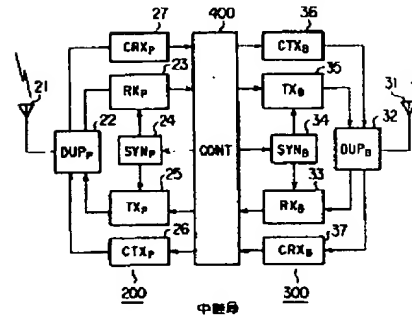 27
400
36
CRXP
CTXB
23
35
21
RXP
TXB
31
22
24
34
32
DUPP
SYNP
CONT
SYNB
DUPB
25
33
TXP
RXB
26
37
CTXP
CRXB
200
300
中継局